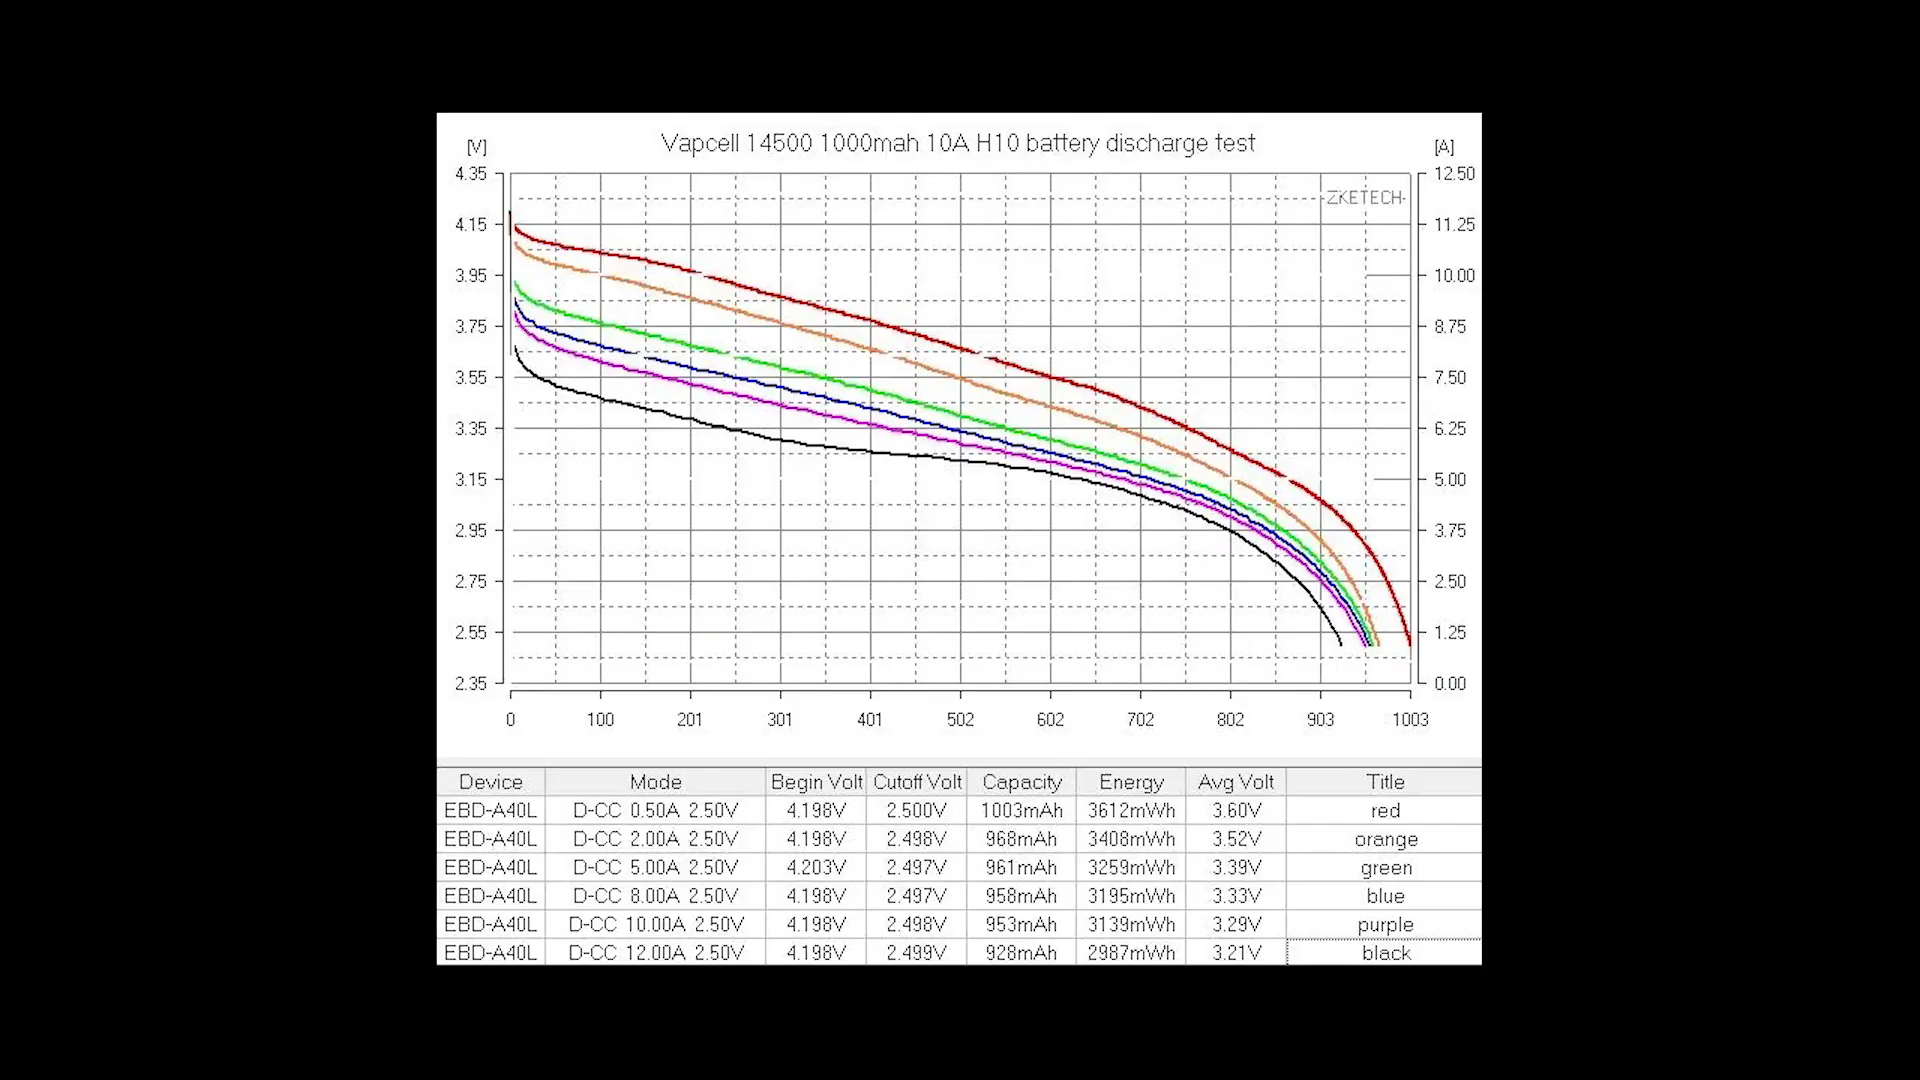 Vapcell 14500 1000mah 10A H10 battery discharge test
[V] [A]
ZKETECH
4.35 12.50
4.15 11.25
3.95 10.00
3.75 8.75
3.55 7.50
3.35 6.25
3.15 5.00
2.95 3.75
2.75 2.50
2.55 1.25
2.35 0.00
0 100 201 301 401 502 602 702 802 903 1003
Device Mode Begin Volt Cutoff Volt Capacity Energy Avg Volt Title
EBD-A40L D-CC 0.50A 2.50V 4.198V 2.500V 1003mAh 3612mWh 3.60V red
EBD-A40L D-CC 2.00A 2.50V 4.198V 2.498V 968mAh 3408mWh 3.52V orange
EBD-A40L D-CC 5.00A 2.50V 4.203V 2.497V 961mAh 3259mWh 3.39V green
EBD-A40L D-CC 8.00A 2.50V 4.198V 2.497V 958mAh 3195mWh 3.33V blue
EBD-A40L D-CC 10.00A 2.50V 4.198V 2.498V 953mAh 3139mWh 3.29V purple
EBD-A40L D-CC 12.00A 2.50V 4.198V 2.499V 928mAh 2987mWh 3.21V black